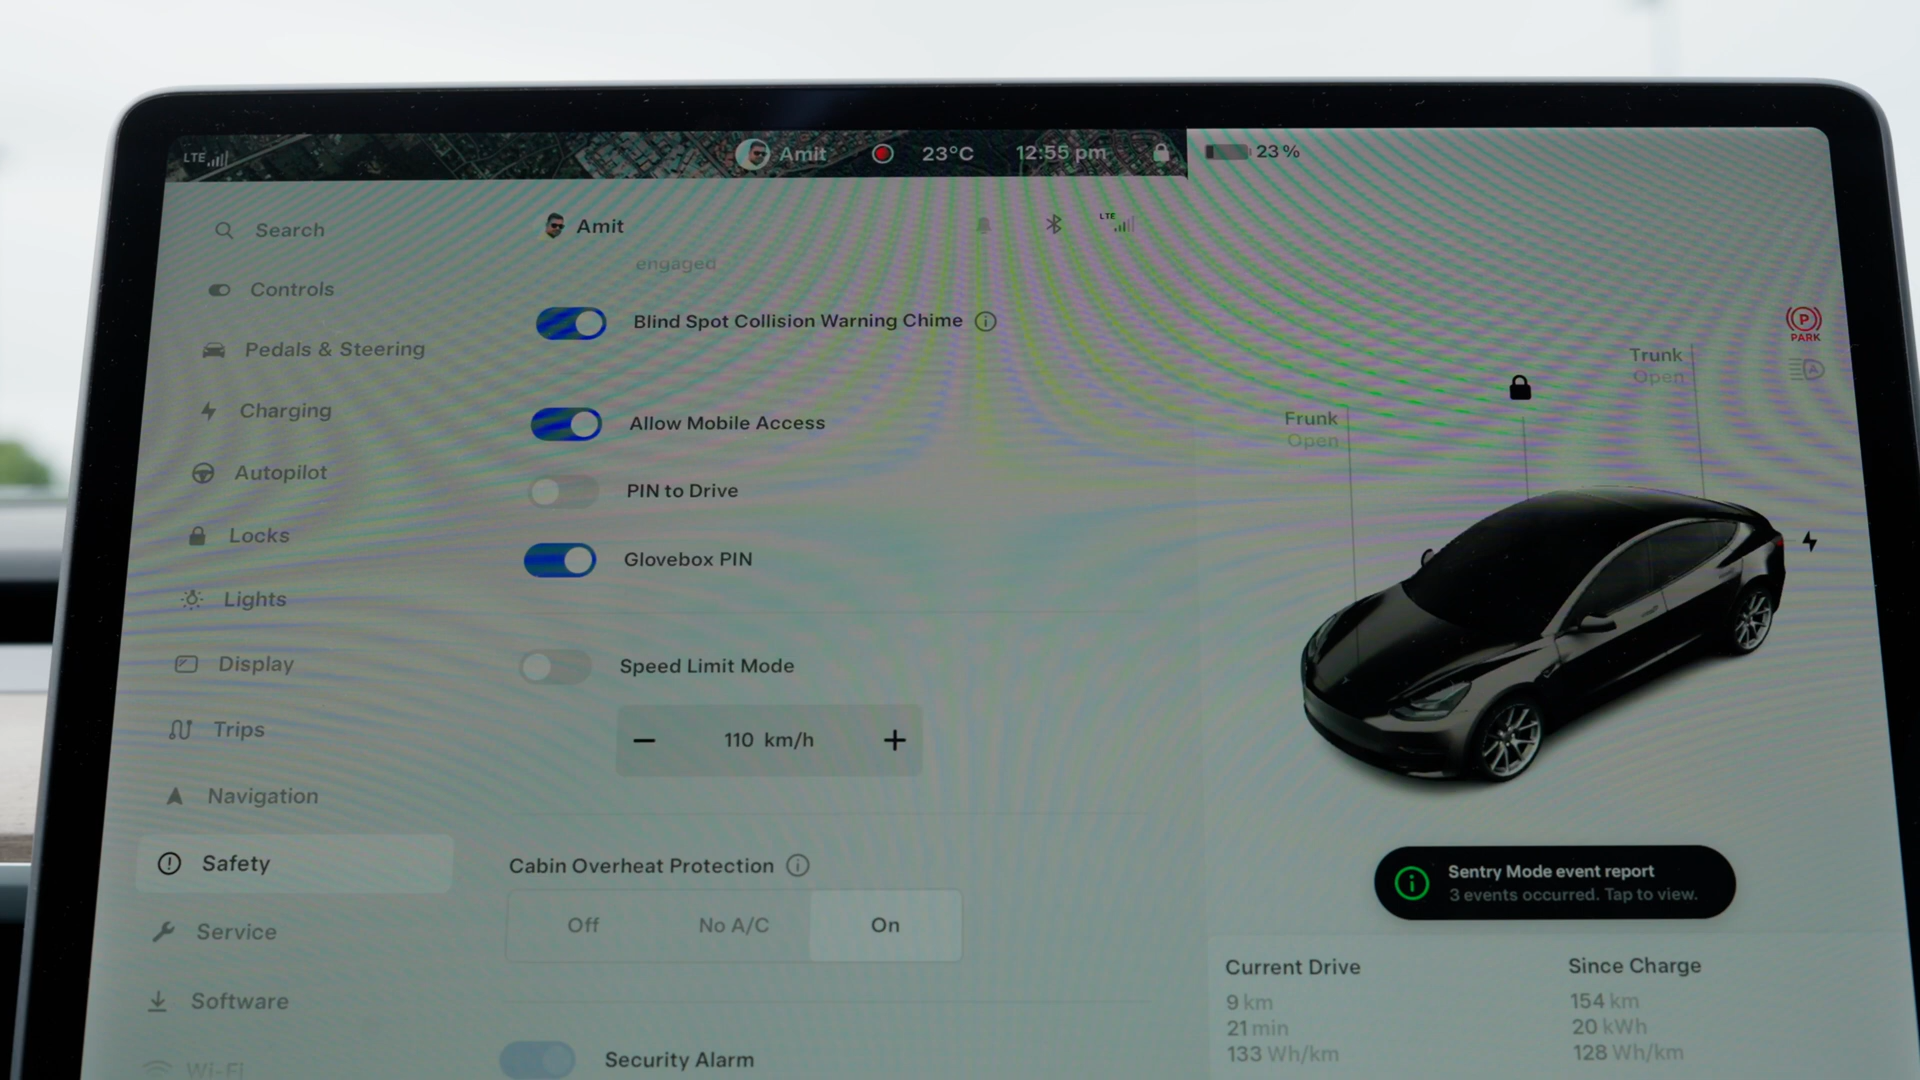 LTE
Amit
23°C
12:55 pm
23%
Search
Controls
Pedals & Steering
Charging
Autopilot
Locks
Lights
Display
Trips
Navigation
Safety
Service
Software
Wi-Fi
Amit
LTE
engaged
Blind Spot Collision Warning Chime
Allow Mobile Access
PIN to Drive
Glovebox PIN
Speed Limit Mode
110 km/h
Cabin Overheat Protection
Off
No A/C
On
Security Alarm
P
PARK
A
Trunk
Open
Frunk
Open
Sentry Mode event report
3 events occurred. Tap to view.
Current Drive
9 km
21 min
133 Wh/km
Since Charge
154 km
20 kWh
128 Wh/km